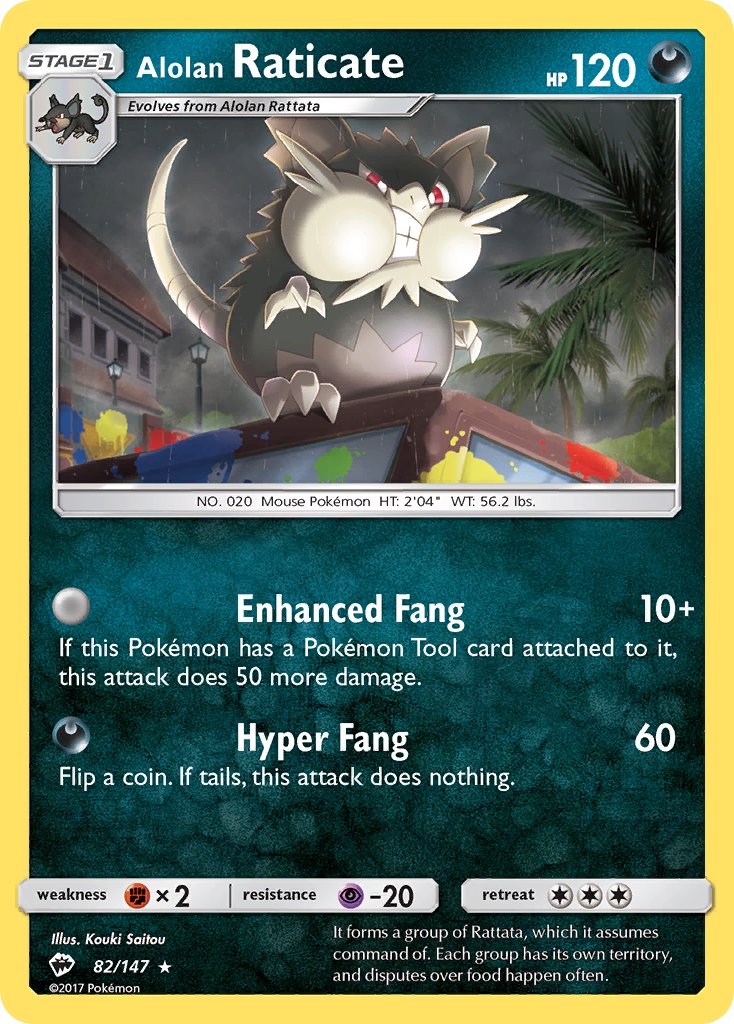 STAGE1
Alolan Raticate
HP 120
Evolves from Alolan Rattata
NO. 020 Mouse Pokémon HT: 2'04" WT: 56.2 lbs.
Enhanced Fang 10+
If this Pokémon has a Pokémon Tool card attached to it,
this attack does 50 more damage.
Hyper Fang 60
Flip a coin. If tails, this attack does nothing.
weakness × 2 resistance -20 retreat
Illus. Kouki Saitou
82/147 ★
©2017 Pokémon
It forms a group of Rattata, which it assumes
command of. Each group has its own territory,
and disputes over food happen often.